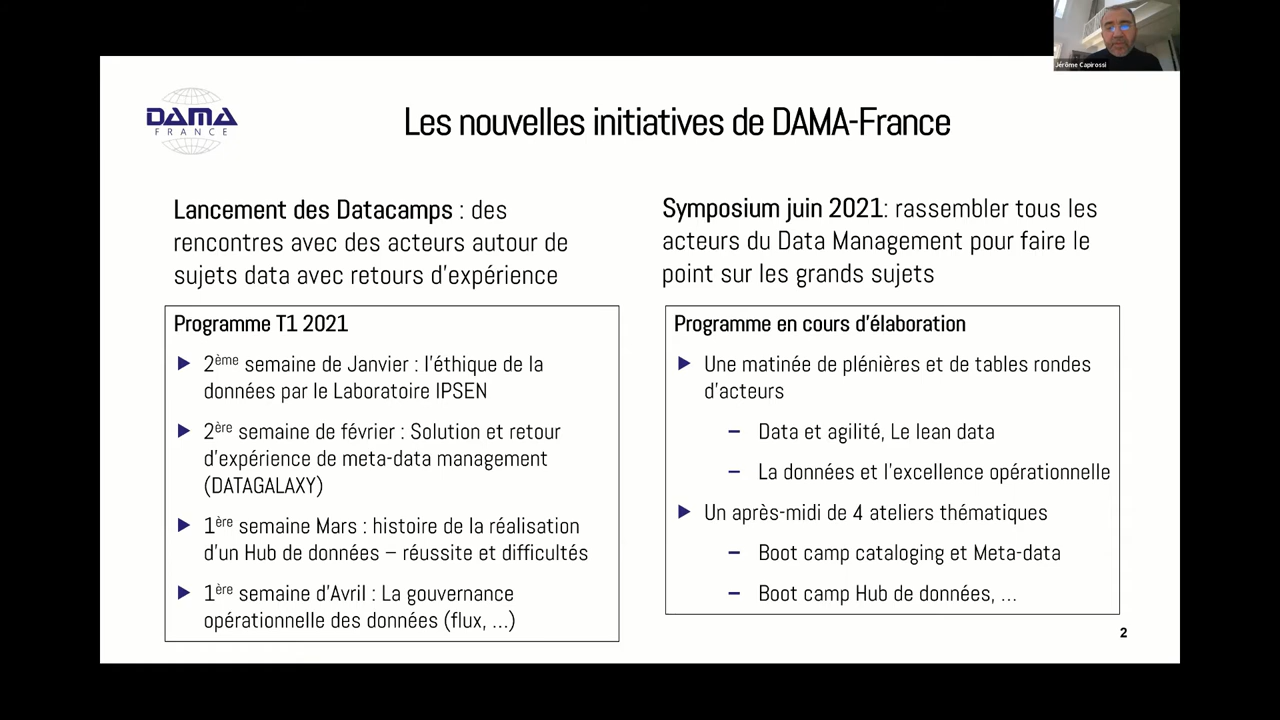 Jérôme Capirossi
DAMA
FRANCE
Les nouvelles initiatives de DAMA-France
Lancement des Datacamps : des
rencontres avec des acteurs autour de
sujets data avec retours d'expérience
Programme T1 2021
2ème semaine de Janvier : l'éthique de la
données par le Laboratoire IPSEN
2ère semaine de février : Solution et retour
d'expérience de meta-data management
(DATAGALAXY)
1ère semaine Mars : histoire de la réalisation
d'un Hub de données – réussite et difficultés
1ère semaine d'Avril : La gouvernance
opérationnelle des données (flux, ...)
Symposium juin 2021: rassembler tous les
acteurs du Data Management pour faire le
point sur les grands sujets
Programme en cours d'élaboration
Une matinée de plénières et de tables rondes
d'acteurs
– Data et agilité, Le lean data
– La données et l'excellence opérationnelle
Un après-midi de 4 ateliers thématiques
– Boot camp cataloging et Meta-data
– Boot camp Hub de données, ...
2